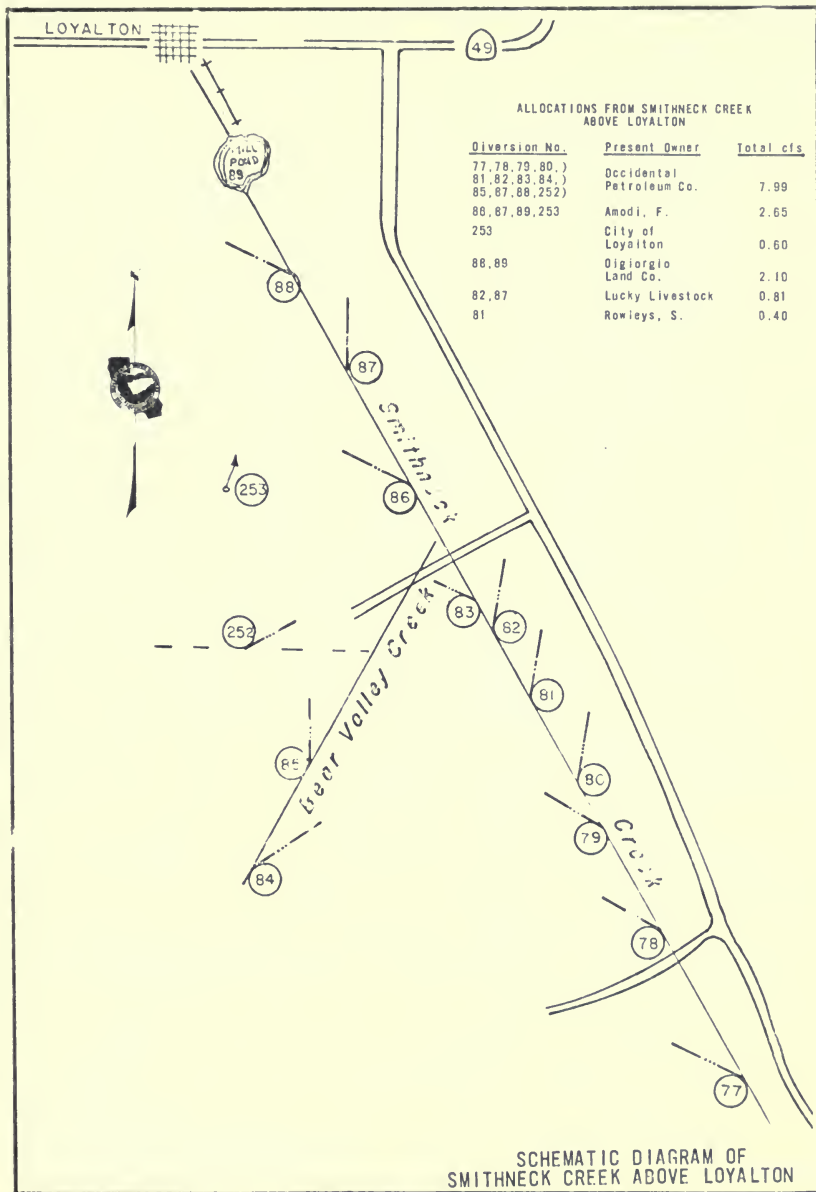 LOYALTON
49
ALLOCATIONS FROM SMITHNECK CREEK
ABOVE LOYALTON
Diversion No. Present Owner Total cfs
77,78,79,80,)
81,82,83,84,)
85,87,88,252)
Occidental
Petroleum Co. 7.99
86,87,89,253 Amodi, F. 2.65
253 City of
Loyalton 0.60
88,89 Digiorgio
Land Co. 2.10
82,87 Lucky Livestock 0.81
81 Rowleys, S. 0.40
MILL
POND
89
88
87
Smithneck
253
86
83
82
252
81
Bear Valley Creek
85
80
79
Creek
84
78
77
SCHEMATIC DIAGRAM OF
SMITHNECK CREEK ABOVE LOYALTON